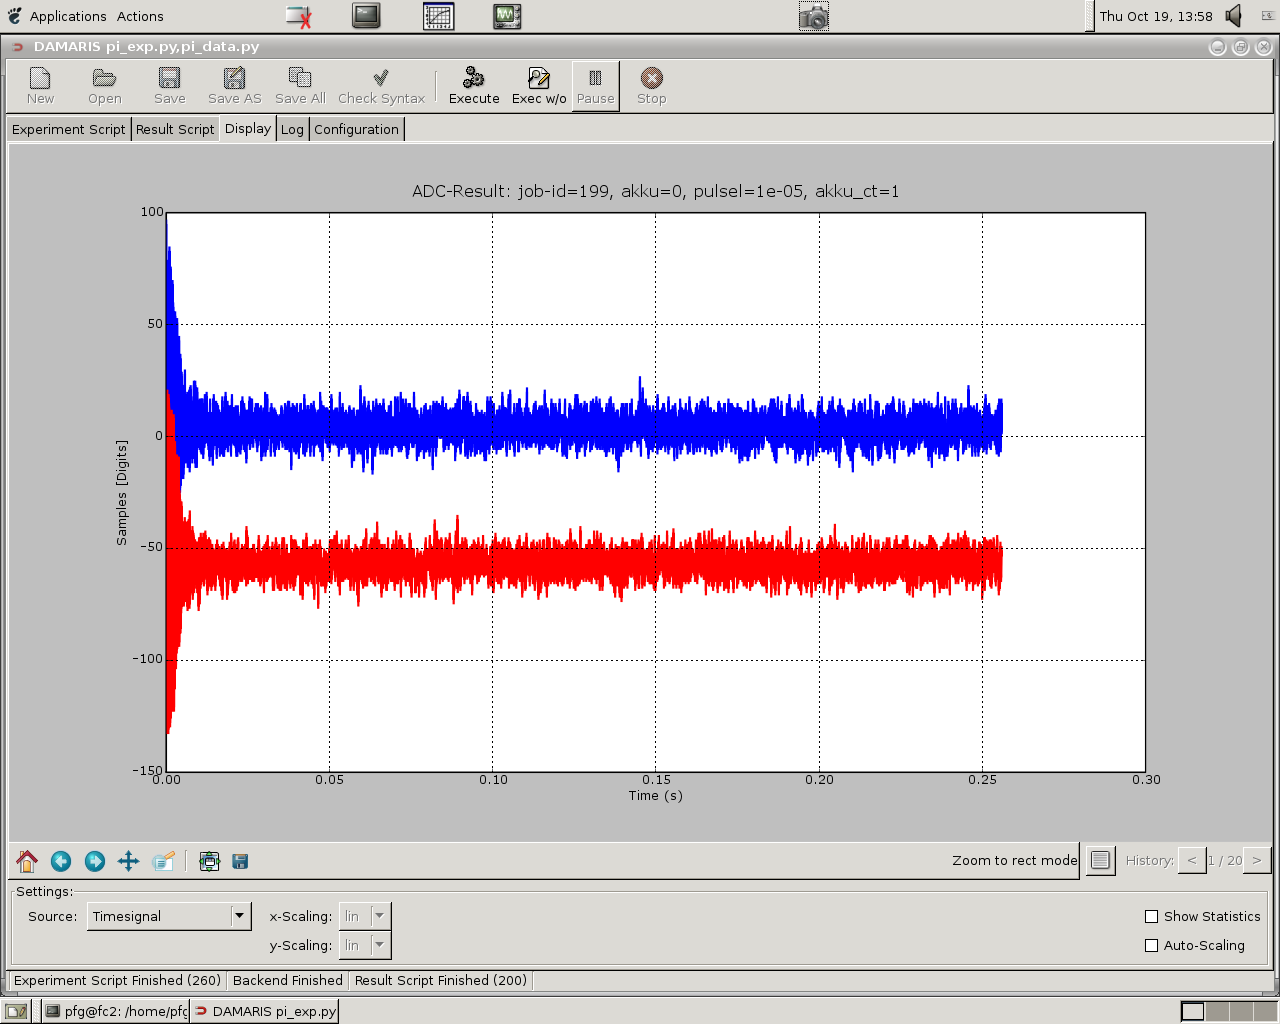 Applications Actions Thu Oct 19, 13:58
DAMARIS pi_exp.py,pi_data.py
New Open Save Save AS Save All Check Syntax Execute Exec w/o Pause Stop
Experiment Script Result Script Display Log Configuration
ADC-Result: job-id=199, akku=0, pulsel=1e-05, akku_ct=1
100
50
0
−50
−100
−150
Samples [Digits]
0.00 0.05 0.10 0.15 0.20 0.25 0.30
Time (s)
Zoom to rect mode History: < 1 / 20 >
Settings:
Source: Timesignal x-Scaling: lin Show Statistics
y-Scaling: lin Auto-Scaling
Experiment Script Finished (260) Backend Finished Result Script Finished (200)
pfg@fc2: /home/pfg DAMARIS pi_exp.py